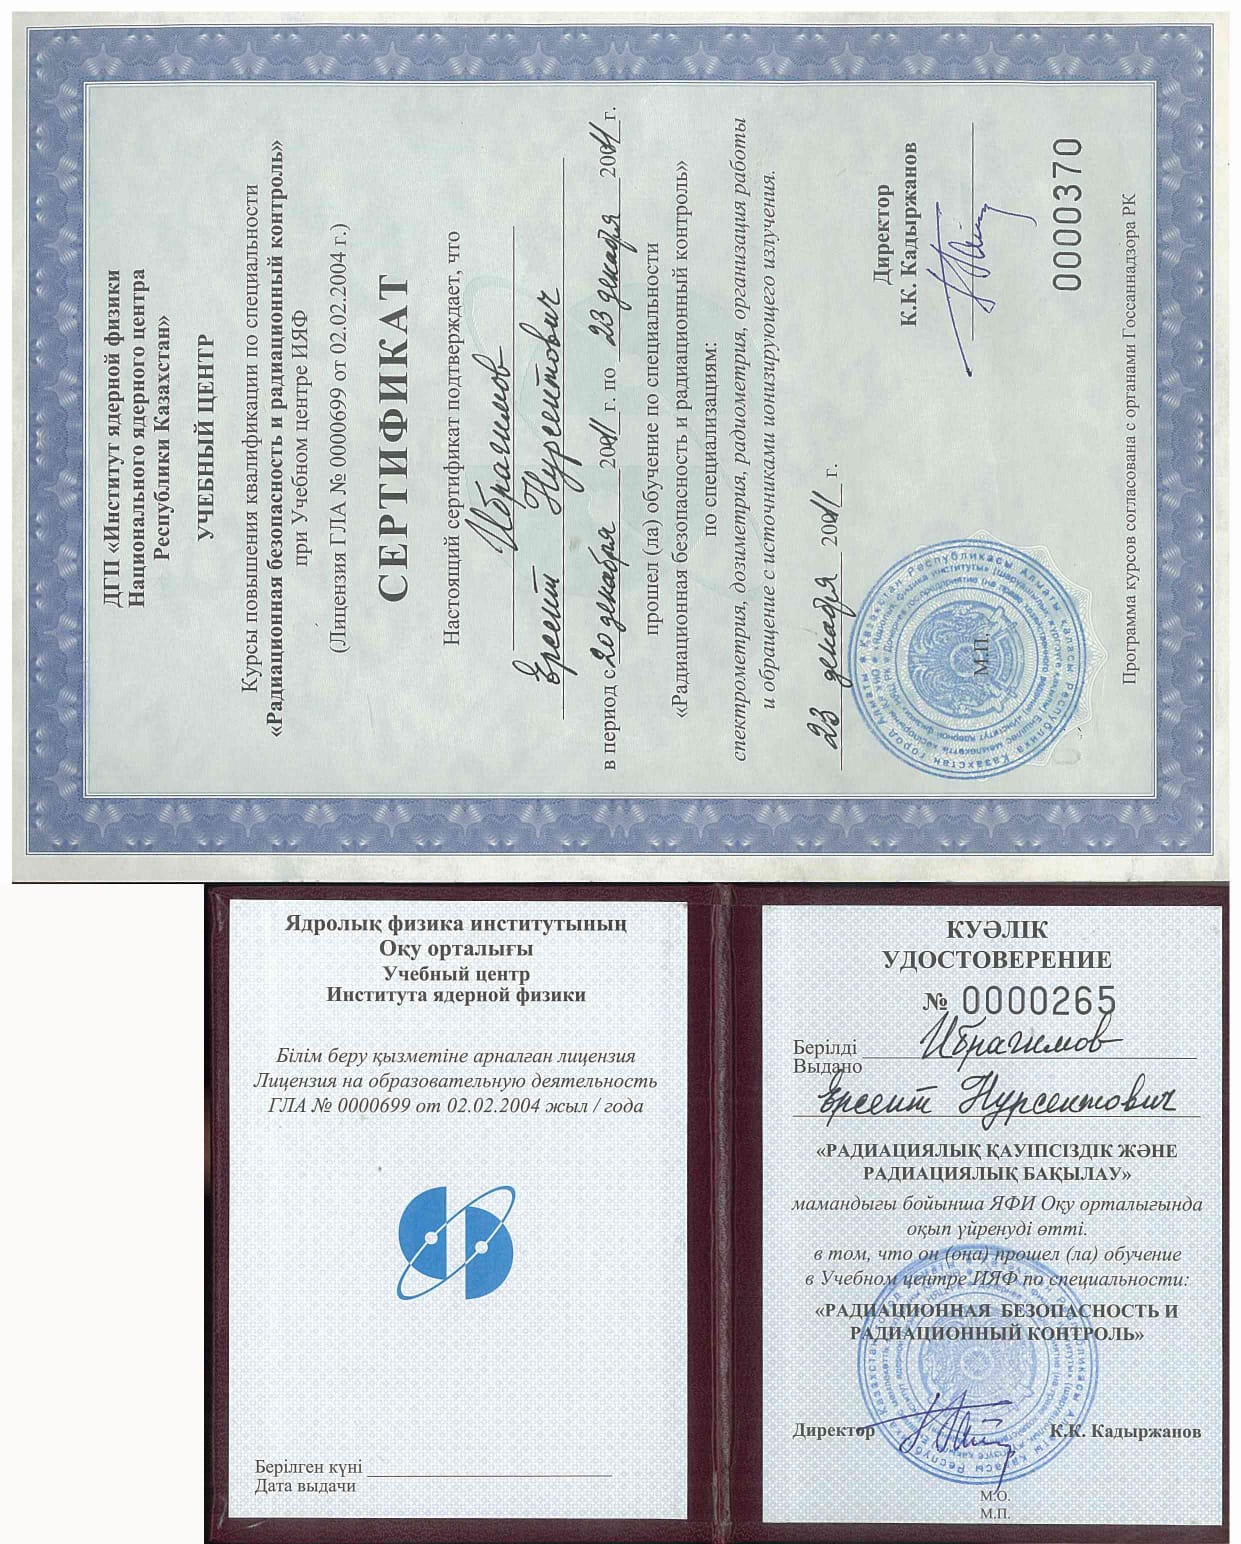 ДГП «Институт ядерной физики
Национального ядерного центра
Республики Казахстан»
УЧЕБНЫЙ ЦЕНТР
Курсы повышения квалификации по специальности
«Радиационная безопасность и радиационный контроль»
при Учебном центре ИЯФ
(Лицензия ГЛА № 0000699 от 02.02.2004 г.)
СЕРТИФИКАТ
Настоящий сертификат подтверждает, что
Ибрагимов
Ерсеит Нурсеитович
в период с 20 декабря 2011 г. по 23 декабря 2011 г.
прошел (ла) обучение по специальности
«Радиационная безопасность и радиационный контроль»
по специализациям:
спектрометрия, дозиметрия, радиометрия, организация работы
и обращение с источниками ионизирующего излучения.
Директор
К.К. Кадыржанов
23 декабря 2011 г.
М.П.
0000370
Программа курсов согласована с органами Госсаннадзора РК
Ядролық физика институтының
Оқу орталығы
Учебный центр
Института ядерной физики
Білім беру қызметіне арналған лицензия
Лицензия на образовательную деятельность
ГЛА № 0000699 от 02.02.2004 жыл / года
Берілген күні
Дата выдачи
КУӘЛІК
УДОСТОВЕРЕНИЕ
№ 0000265
Берілді Ибрагимов
Выдано
Ерсеит Нурсеитович
«РАДИАЦИЯЛЫҚ ҚАУІПСІЗДІК ЖӘНЕ
РАДИАЦИЯЛЫҚ БАҚЫЛАУ»
мамандығы бойынша ЯФИ Оқу орталығында
оқып үйренуді өтті.
в том, что он (она) прошел (ла) обучение
в Учебном центре ИЯФ по специальности:
«РАДИАЦИОННАЯ БЕЗОПАСНОСТЬ И
РАДИАЦИОННЫЙ КОНТРОЛЬ»
Директор К.К. Кадыржанов
М.О.
М.П.